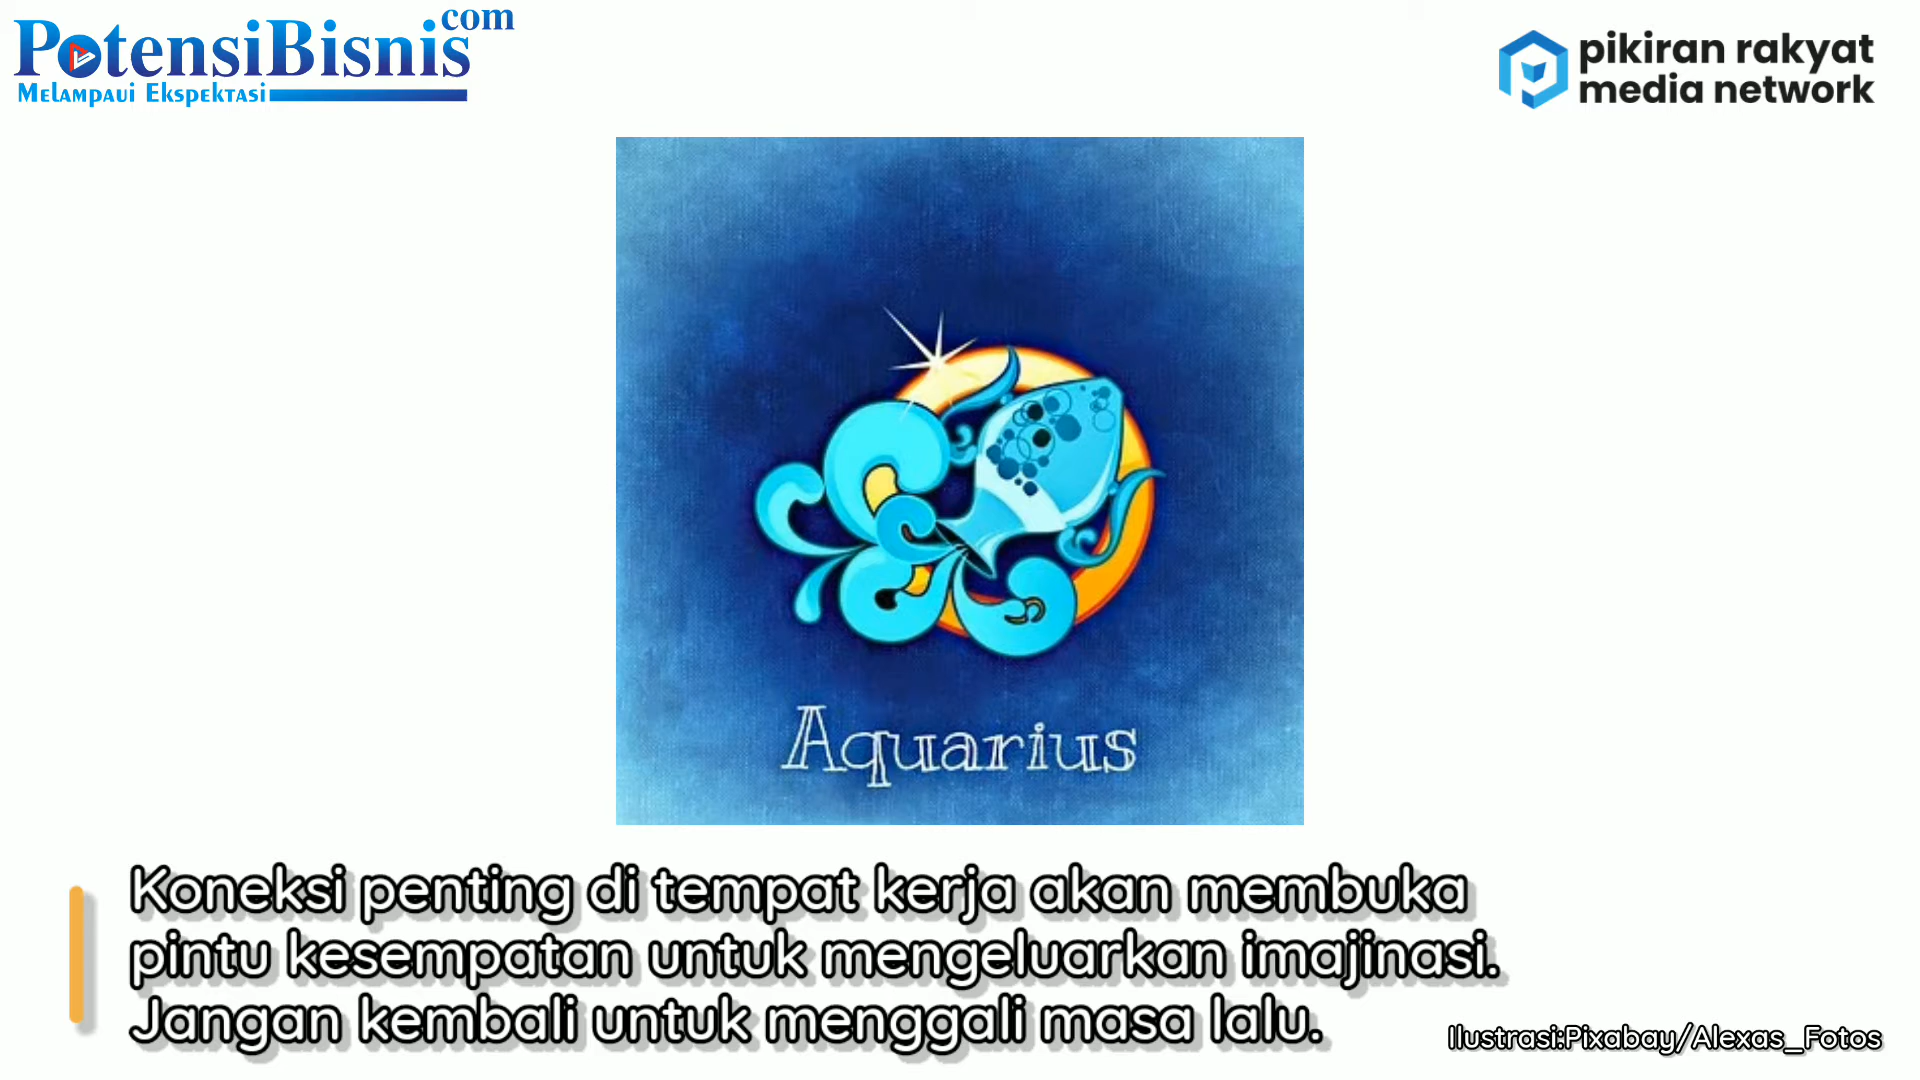 PotensiBisnis.com
Melampaui Ekspektasi
pikiran rakyat
media network
Aquarius
Koneksi penting di tempat kerja akan membuka
pintu kesempatan untuk mengeluarkan imajinasi.
Jangan kembali untuk menggali masa lalu.
Ilustrasi:Pixabay/Alexas_Fotos